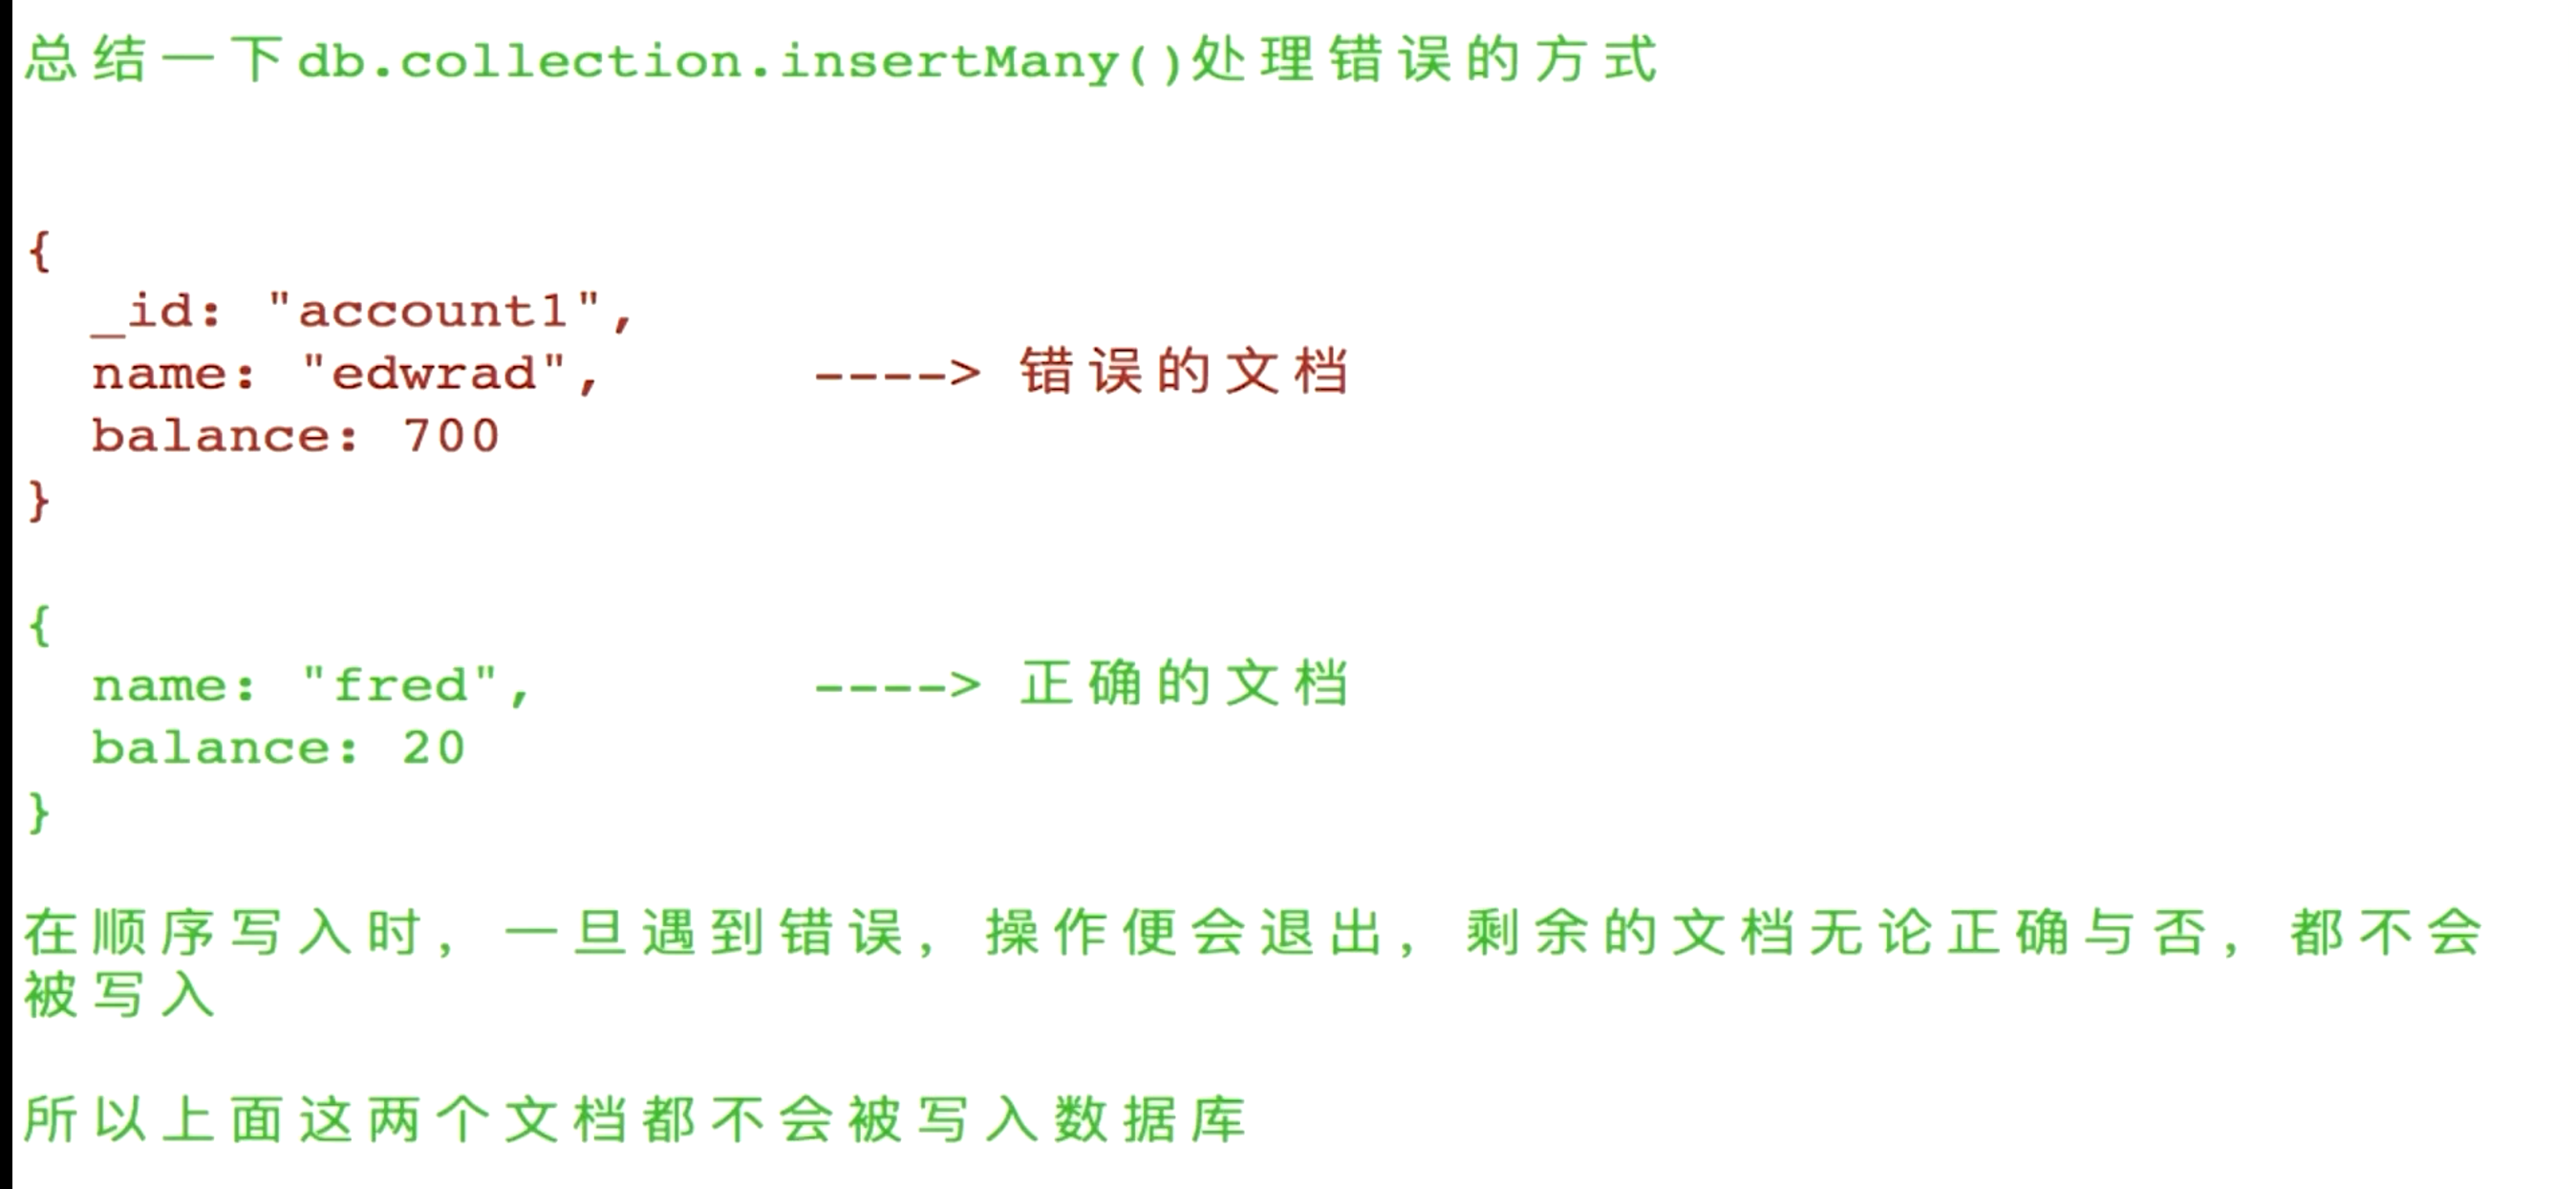 总结一下db.collection.insertMany()处理错误的方式
{
_id: "account1",
name: "edwrad", ----> 错误的文档
balance: 700
}
{
name: "fred", ----> 正确的文档
balance: 20
}
在顺序写入时，一旦遇到错误，操作便会退出，剩余的文档无论正确与否，都不会
被写入
所以上面这两个文档都不会被写入数据库